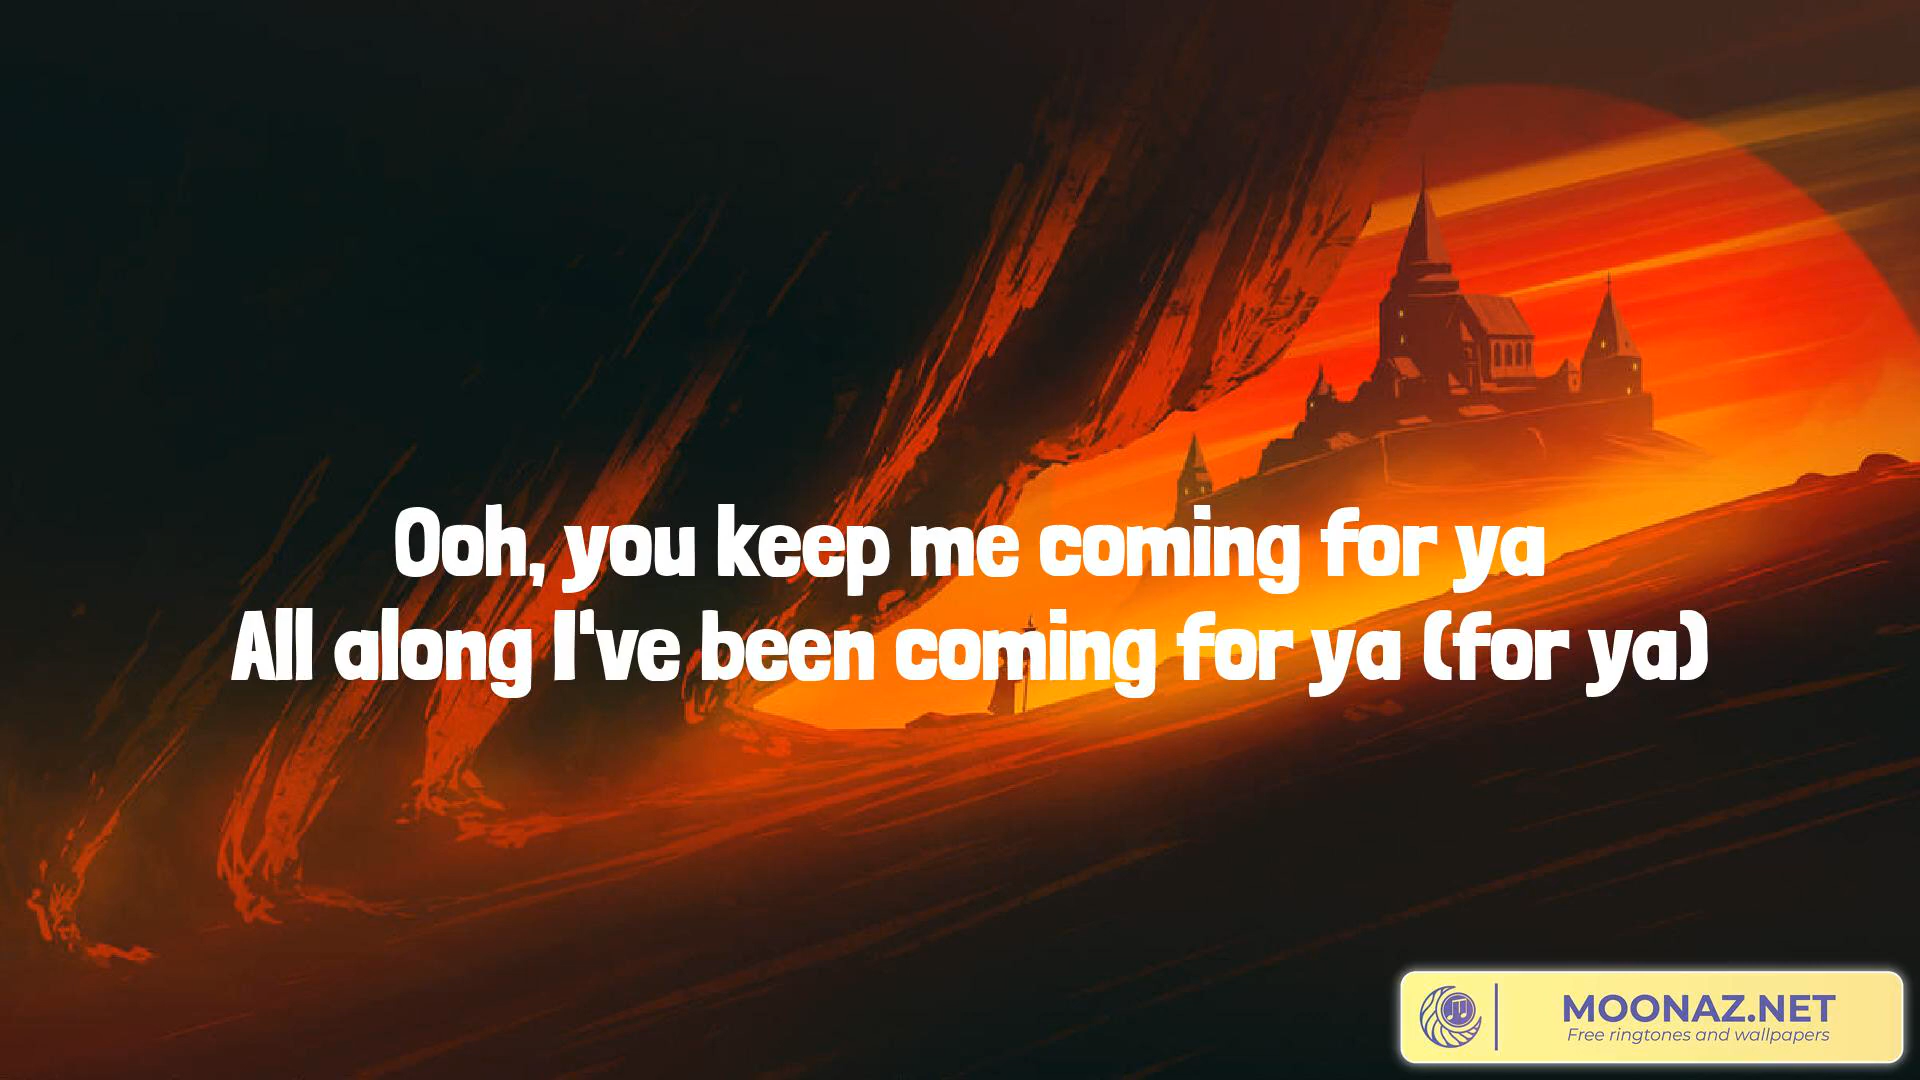 Ooh, you keep me coming for ya
All along I've been coming for ya (for ya)
MOONAZ.NET
Free ringtones and wallpapers